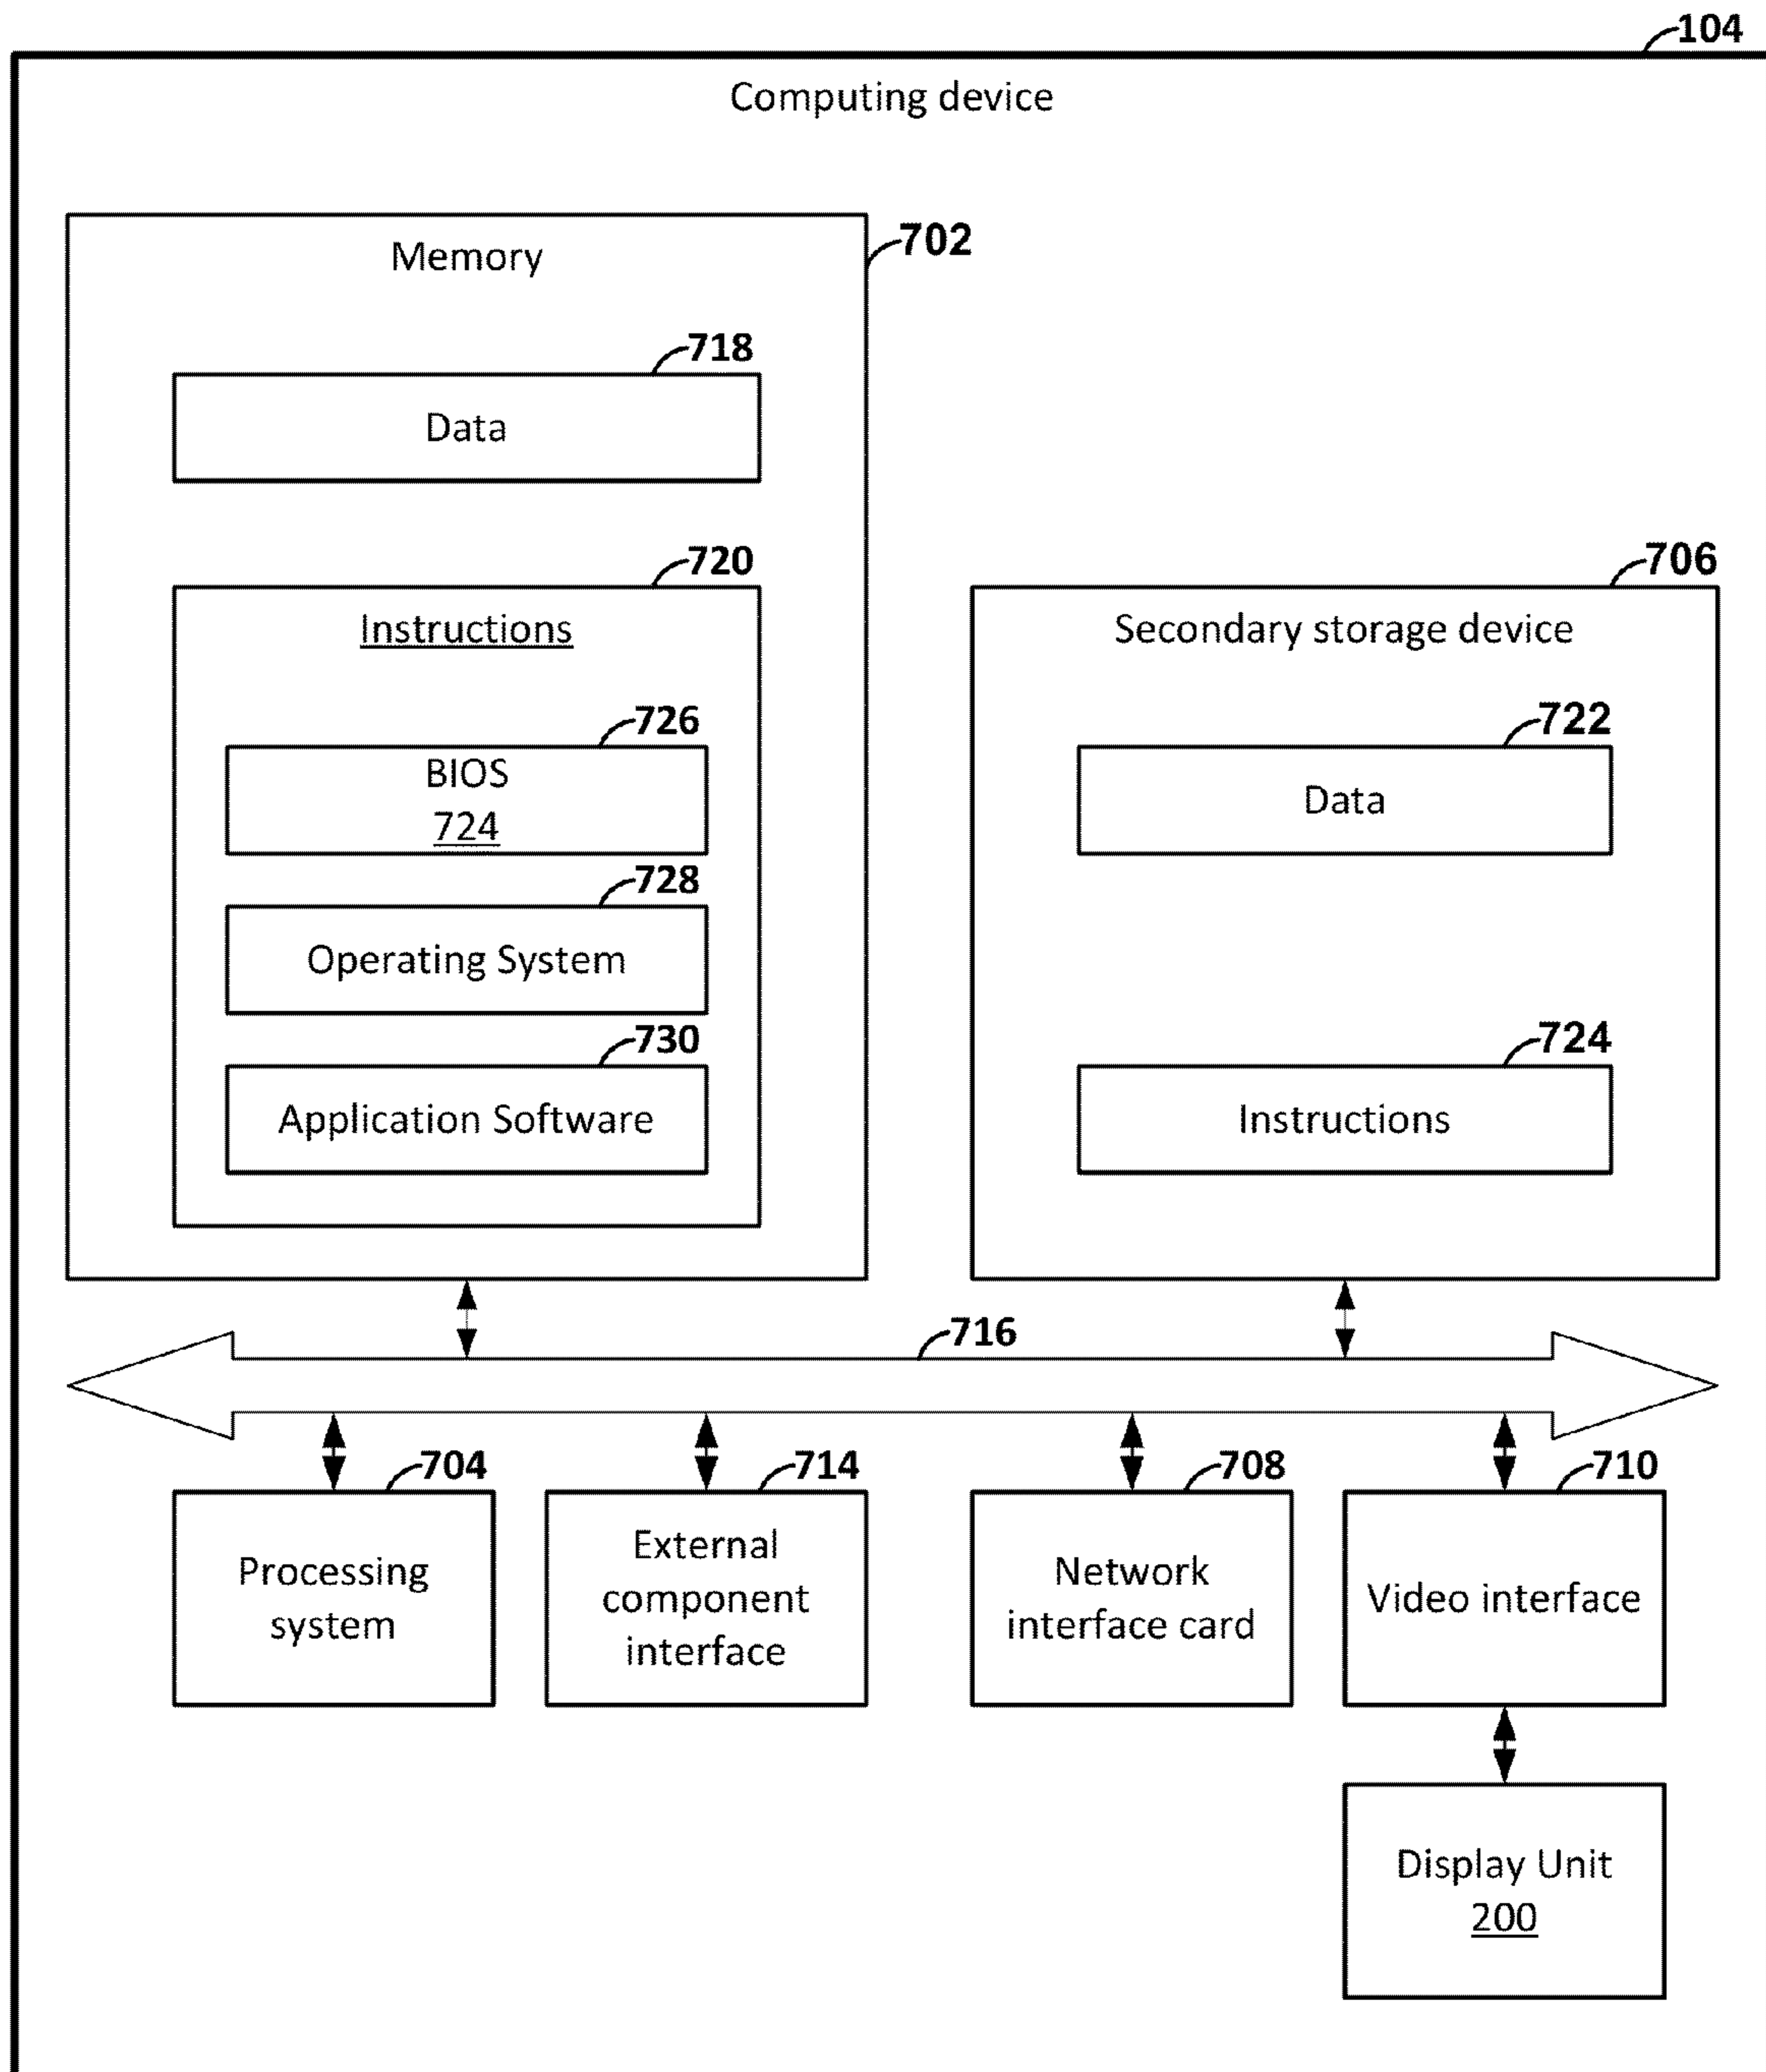 104
Computing device
702
Memory
718
Data
720
Instructions
726
BIOS
724
728
Operating System
730
Application Software
706
Secondary storage device
722
Data
724
Instructions
716
704
Processing
system
714
External
component
interface
708
Network
interface card
710
Video interface
Display Unit
200